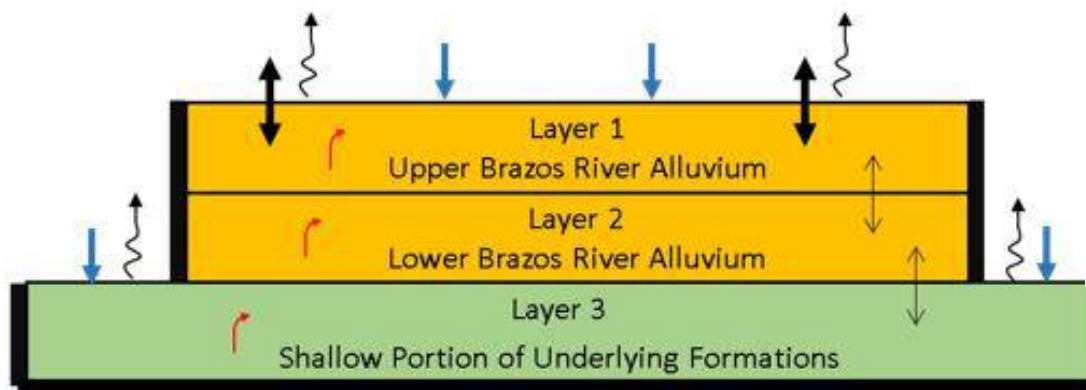 Layer 1
Upper Brazos River Alluvium
Layer 2
Lower Brazos River Alluvium
Layer 3
Shallow Portion of Underlying Formations